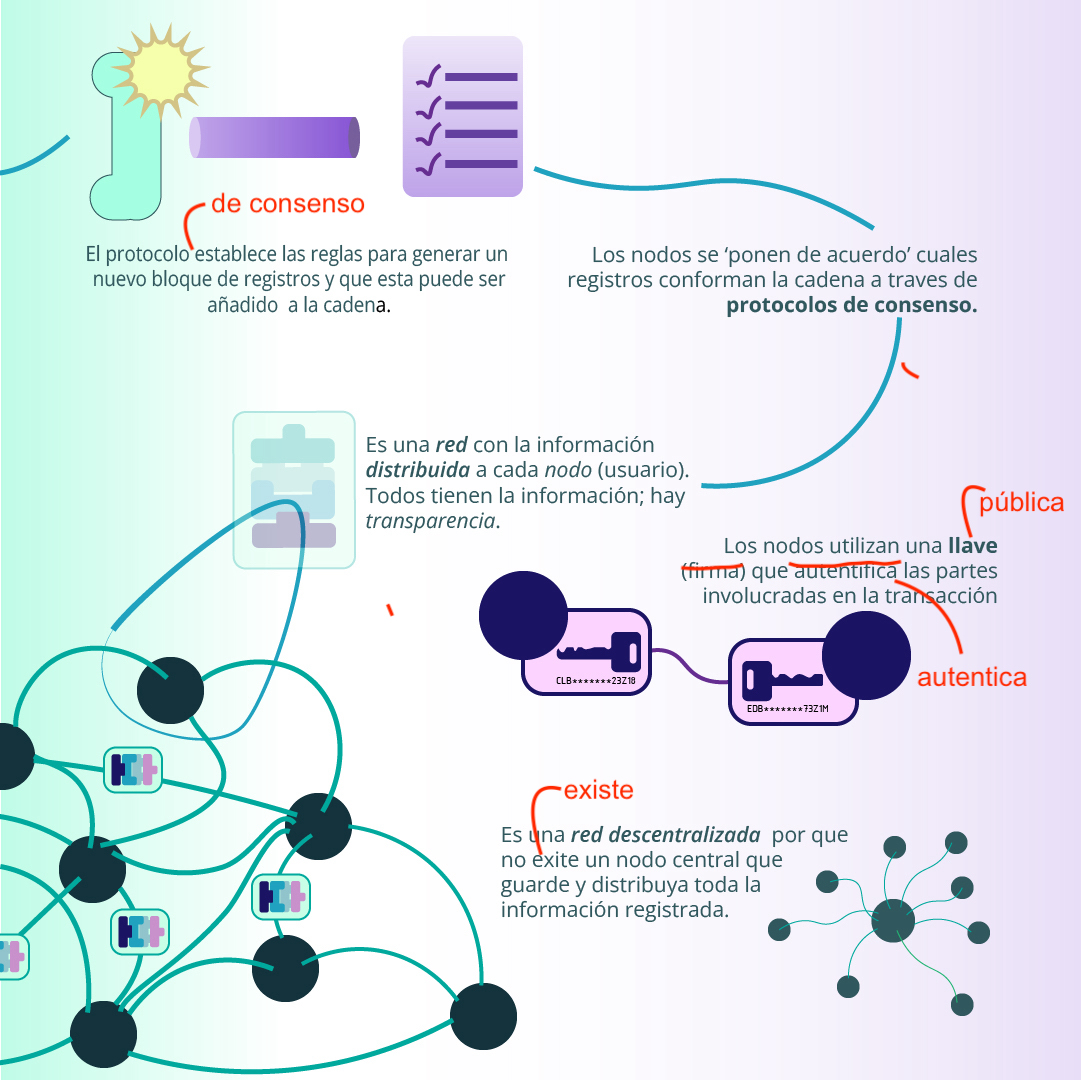 de consenso
El protocolo establece las reglas para generar un
nuevo bloque de registros y que esta puede ser
añadido a la cadena.
Los nodos se ‘ponen de acuerdo’ cuales
registros conforman la cadena a traves de
protocolos de consenso.
Es una red con la información
distribuida a cada nodo (usuario).
Todos tienen la información; hay
transparencia.
pública
Los nodos utilizan una llave
(firma) que autentifica las partes
involucradas en la transacción
autentica
CLB*******23Z18
EDB*******73Z1M
existe
Es una red descentralizada por que
no exite un nodo central que
guarde y distribuya toda la
información registrada.